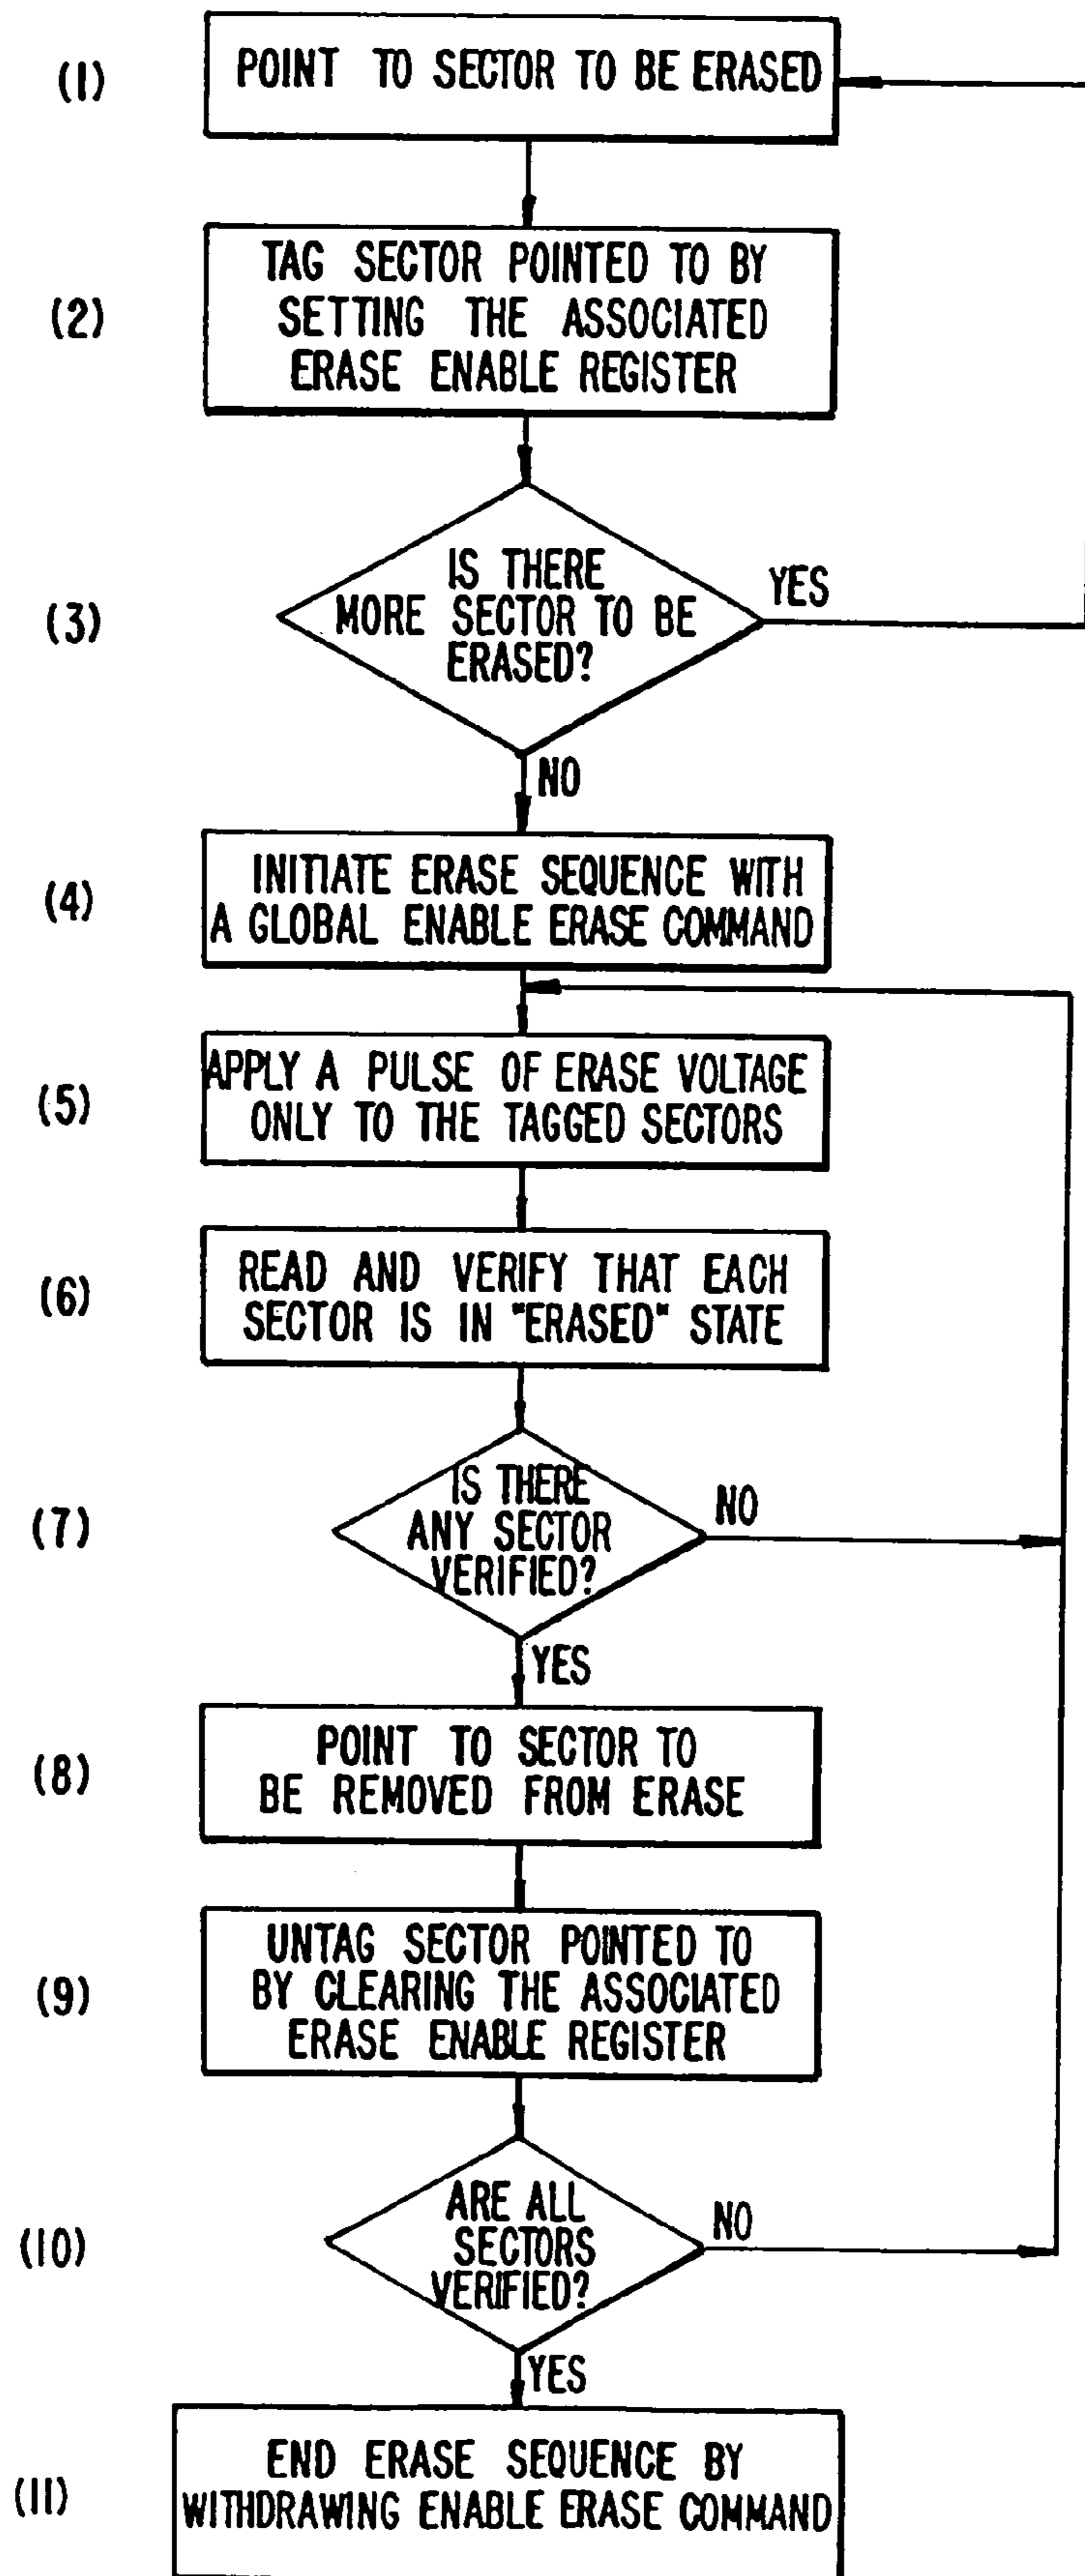 (1)
POINT TO SECTOR TO BE ERASED
(2)
TAG SECTOR POINTED TO BY
SETTING THE ASSOCIATED
ERASE ENABLE REGISTER
(3)
IS THERE
MORE SECTOR TO BE
ERASED?
YES
NO
(4)
INITIATE ERASE SEQUENCE WITH
A GLOBAL ENABLE ERASE COMMAND
(5)
APPLY A PULSE OF ERASE VOLTAGE
ONLY TO THE TAGGED SECTORS
(6)
READ AND VERIFY THAT EACH
SECTOR IS IN "ERASED" STATE
(7)
IS THERE
ANY SECTOR
VERIFIED?
NO
YES
(8)
POINT TO SECTOR TO
BE REMOVED FROM ERASE
(9)
UNTAG SECTOR POINTED TO
BY CLEARING THE ASSOCIATED
ERASE ENABLE REGISTER
(10)
ARE ALL
SECTORS
VERIFIED?
NO
YES
(11)
END ERASE SEQUENCE BY
WITHDRAWING ENABLE ERASE COMMAND